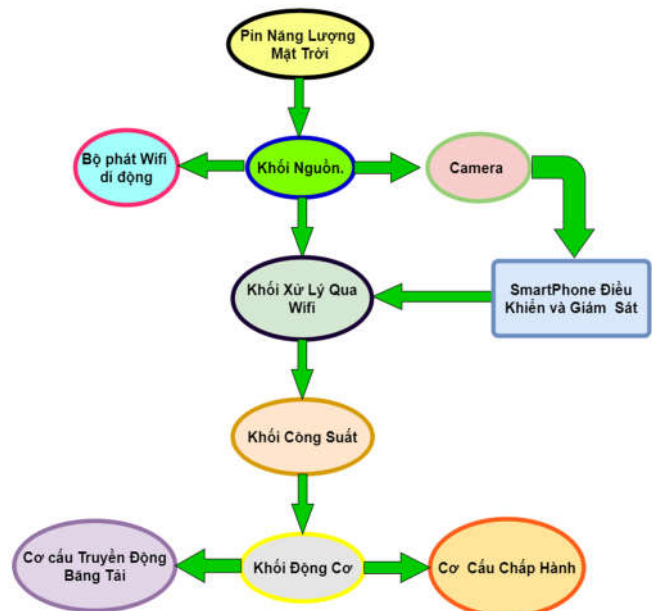 Pin Năng Lượng
Mặt Trời
Bộ phát Wifi
di động
Khối Nguồn.
Camera
Khối Xử Lý Qua
Wifi
SmartPhone Điều
Khiển và Giám Sát
Khối Công Suất
Cơ cấu Truyền Động
Băng Tải
Khối Động Cơ
Cơ Cấu Chấp Hành